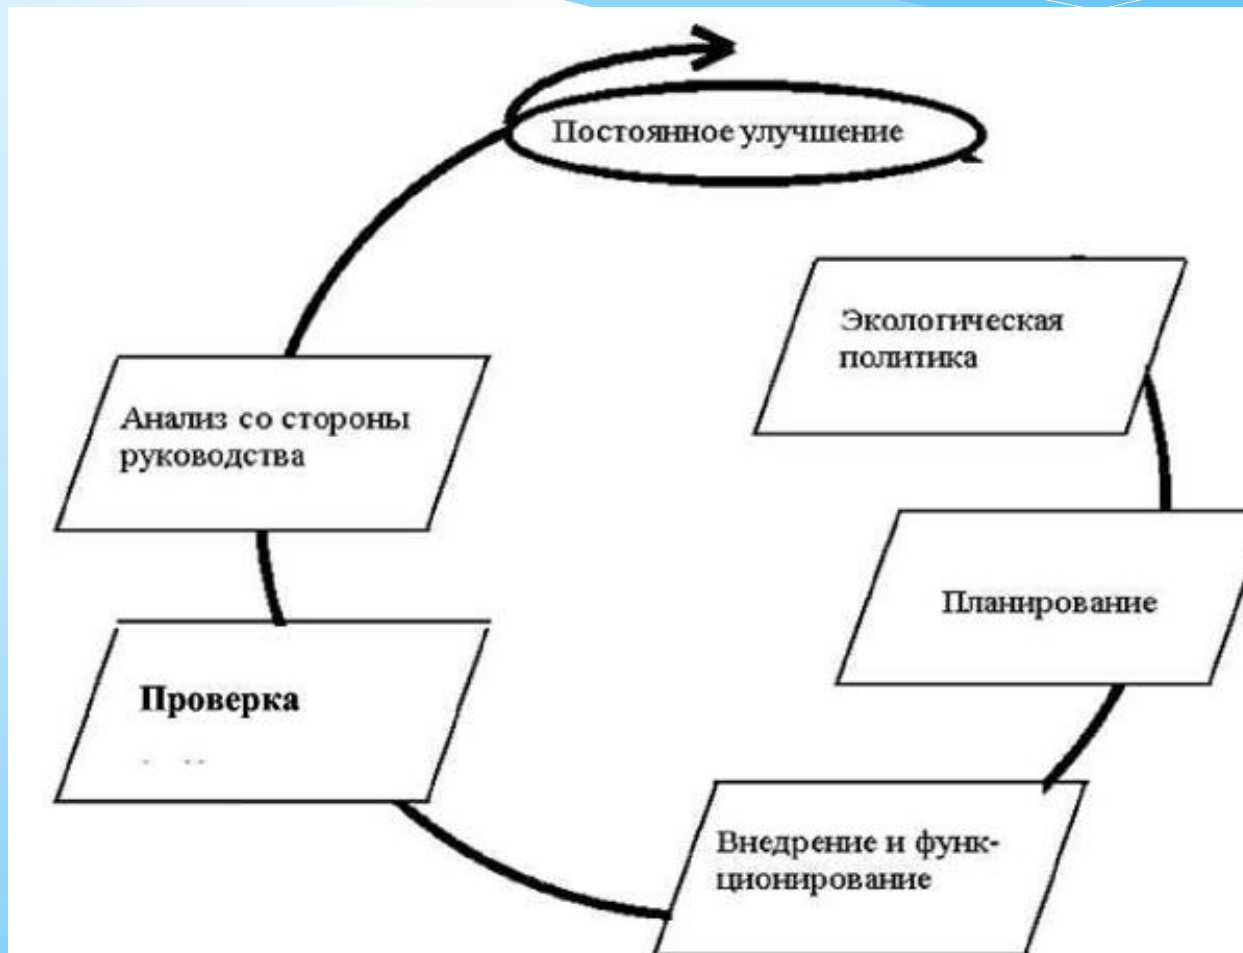 Постоянное улучшение
Экологическая
политика
Планирование
Внедрение и функ-
ционирование
Проверка
Анализ со стороны
руководства